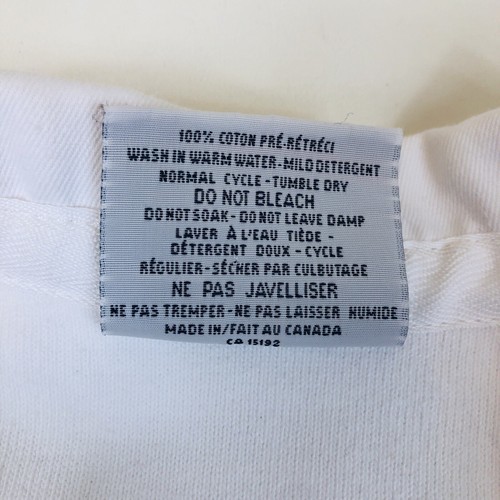 100% COTON PRÉ-RÉTRÉCI
WASH IN WARM WATER-MILD DETERGENT
NORMAL CYCLE-TUMBLE DRY
DO NOT BLEACH
DO NOT SOAK-DO NOT LEAVE DAMP
LAVER À L'EAU TIÈDE -
DÉTERGENT DOUX-CYCLE
RÉGULIER-SÉCHER PAR CULBUTAGE
NE PAS JAVELLISER
NE PAS TREMPER-NE PAS LAISSER HUMIDE
MADE IN/FAIT AU CANADA
CA 15192